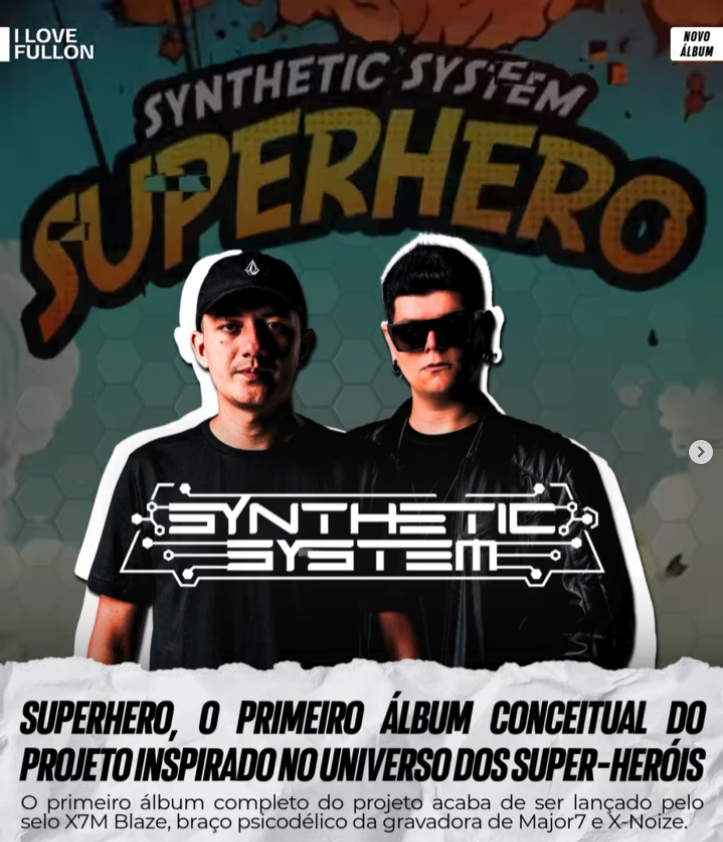 I LOVE
FULLON
NOVO
ÁLBUM
SYNTHETIC SYSTEM
SUPERHERO
SYNTHETIC
SYSTEM
SUPERHERO, O PRIMEIRO ÁLBUM CONCEITUAL DO
PROJETO INSPIRADO NO UNIVERSO DOS SUPER-HERÓIS
O primeiro álbum completo do projeto acaba de ser lançado pelo
selo X7M Blaze, braço psicodélico da gravadora de Major7 e X-Noize.